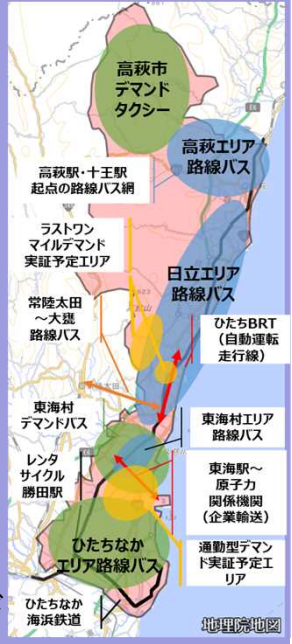 高萩市
デマンド
タクシー
高萩エリア
路線バス
高萩駅・十王駅
起点の路線バス網
ラストワン
マイルデマンド
実証予定エリア
日立エリア
路線バス
常陸太田
～大甕
路線バス
ひたちBRT
（自動運転
走行線）
東海村
デマンドバス
東海村エリア
路線バス
レンタ
サイクル
勝田駅
東海駅～
原子力
関係機関
（企業輸送）
ひたちなか
エリア路線バス
通勤型デマン
ド実証予定エ
リア
ひたちなか
海浜鉄道
地理院地図